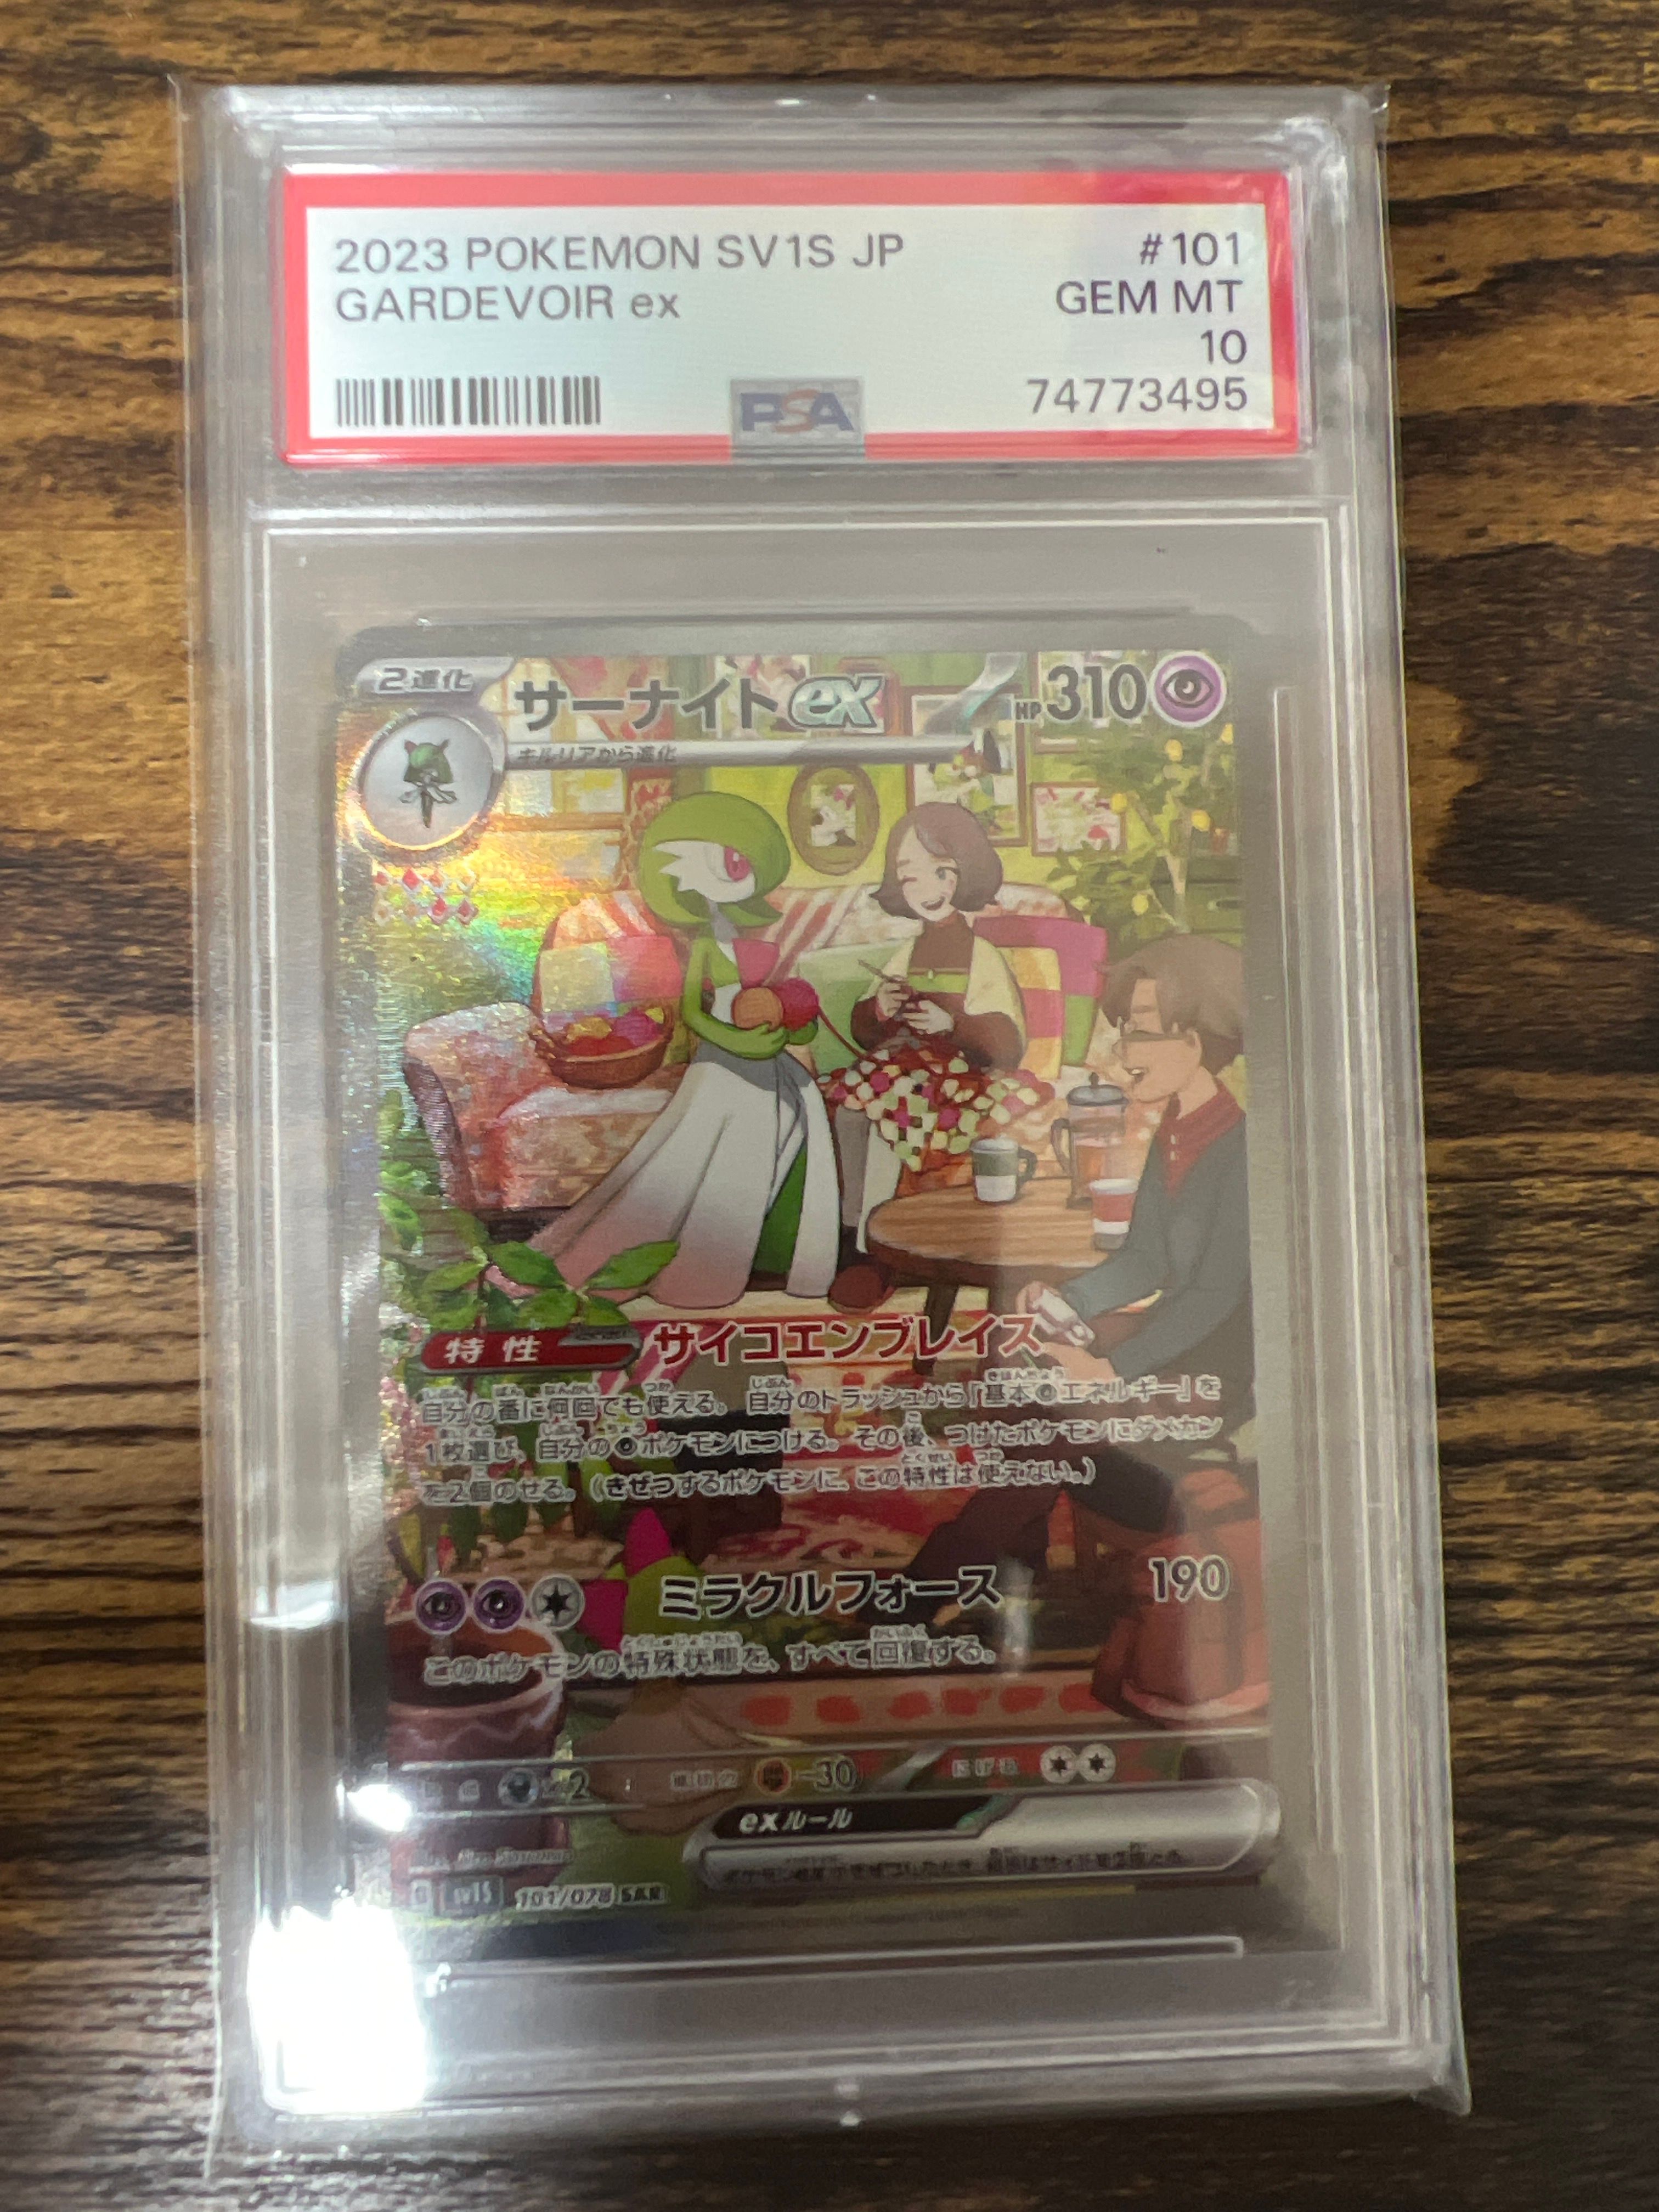 2023 POKEMON SV1S JP #101
GARDEVOIR ex GEM MT
10
PSA 74773495
2進化 サーナイトex HP310
キルリアから進化
特性 サイコエンブレイス
自分の番に何回でも使える。自分のトラッシュから「基本エネルギー」を
1枚選び、自分のポケモンにつける。その後、つけたポケモンにダメカン
を2個のせる。(きぜつするポケモンに、この特性は使えない。)
ミラクルフォース 190
このポケモンの特殊状態を、すべて回復する。
-30 にげる
exルール
sv1S 101/078 SAR